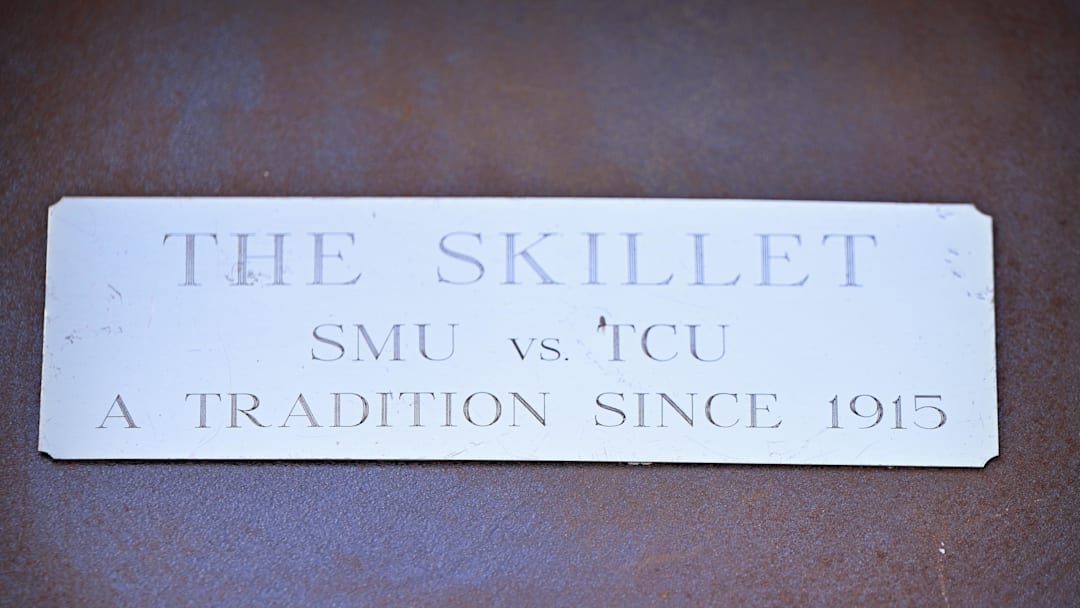 THE SKILLET
SMU vs. TCU
A TRADITION SINCE 1915